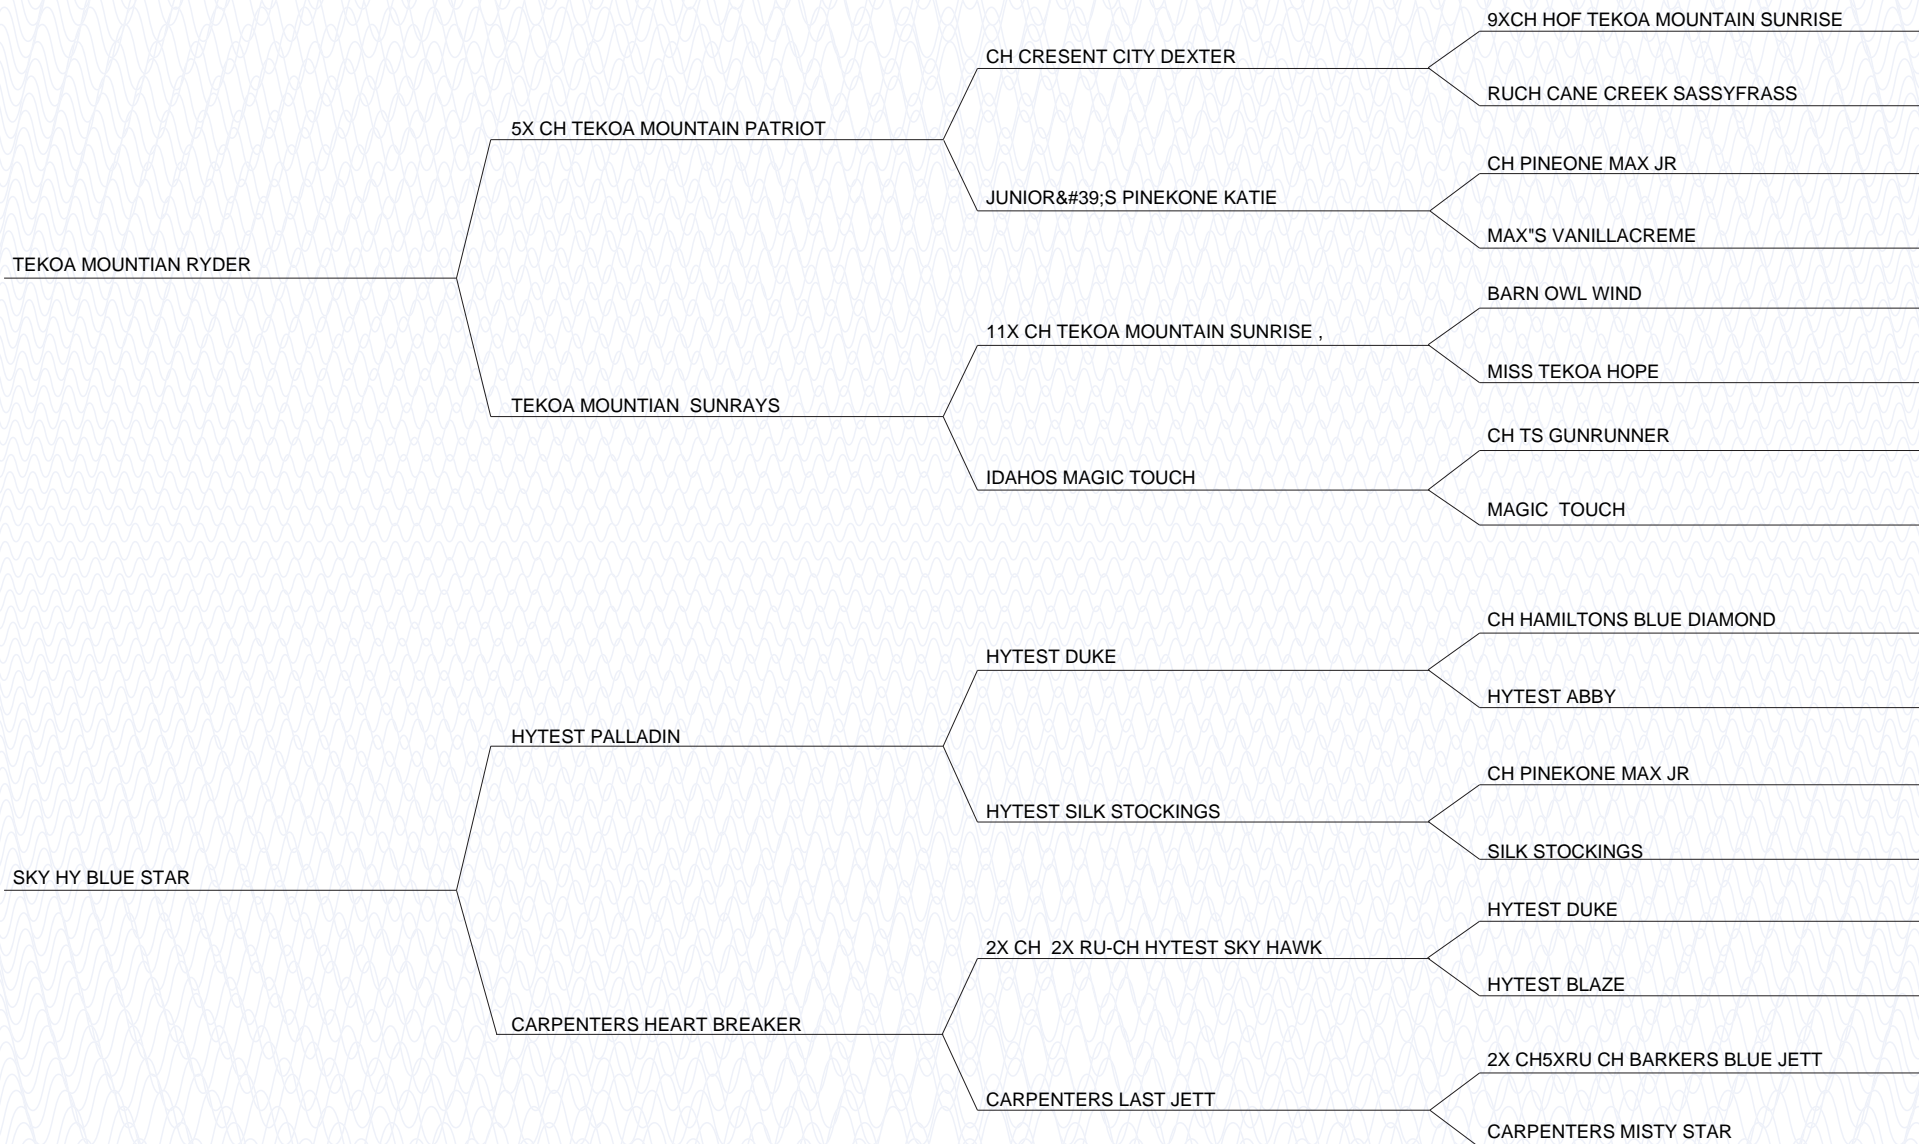 9XCH HOF TEKOA MOUNTAIN SUNRISE
CH CRESENT CITY DEXTER
RUCH CANE CREEK SASSYFRASS
5X CH TEKOA MOUNTAIN PATRIOT
CH PINEONE MAX JR
JUNIOR&#39;S PINEKONE KATIE
MAX"S VANILLACREME
TEKOA MOUNTIAN RYDER
BARN OWL WIND
11X CH TEKOA MOUNTAIN SUNRISE ,
MISS TEKOA HOPE
TEKOA MOUNTIAN  SUNRAYS
CH TS GUNRUNNER
IDAHOS MAGIC TOUCH
MAGIC  TOUCH
CH HAMILTONS BLUE DIAMOND
HYTEST DUKE
HYTEST ABBY
HYTEST PALLADIN
CH PINEKONE MAX JR
HYTEST SILK STOCKINGS
SILK STOCKINGS
SKY HY BLUE STAR
HYTEST DUKE
2X CH  2X RU-CH HYTEST SKY HAWK
HYTEST BLAZE
CARPENTERS HEART BREAKER
2X CH5XRU CH BARKERS BLUE JETT
CARPENTERS LAST JETT
CARPENTERS MISTY STAR